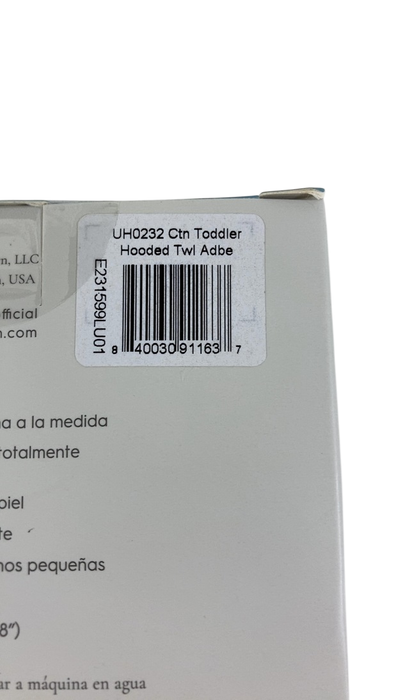 UH0232 Ctn Toddler
Hooded Twl Adbe
E231599LU01
8 40030 91163 7
n, LLC
, USA
fficial
.com
a a la medida
totalmente
piel
te
nos pequeñas
8")
ar a máquina en agua